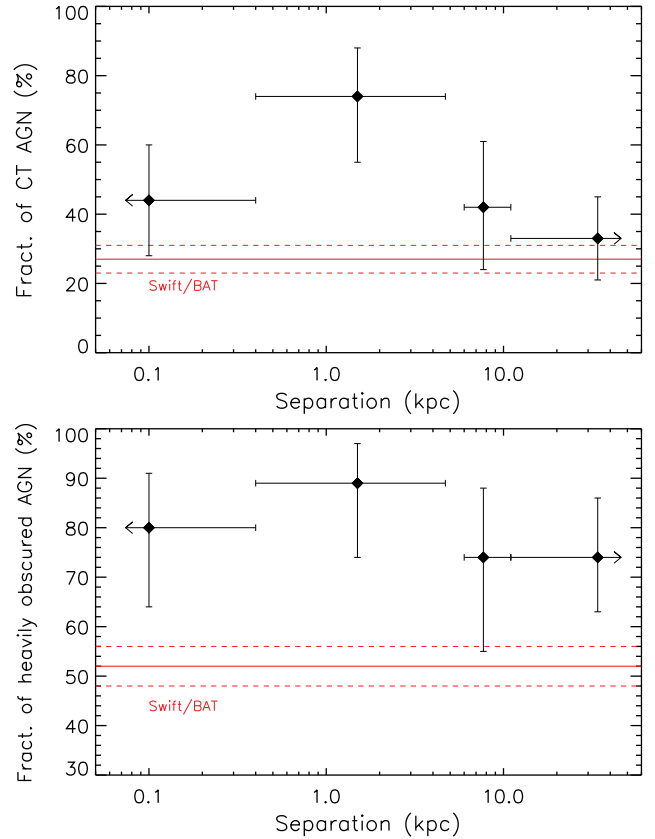 100
80
60
40
20
0
Fract. of CT AGN (%)
Swift/BAT
0.1 1.0 10.0
Separation (kpc)
100
90
80
70
60
50
40
30
Fract. of heavily obscured AGN (%)
Swift/BAT
0.1 1.0 10.0
Separation (kpc)